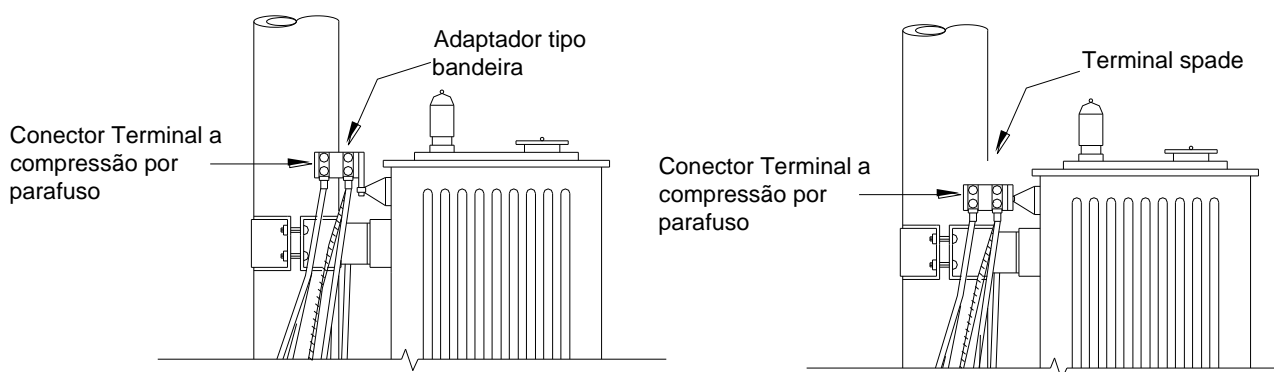 Adaptador tipo
bandeira
Conector Terminal a
compressão por
parafuso
Terminal spade
Conector Terminal a
compressão por
parafuso